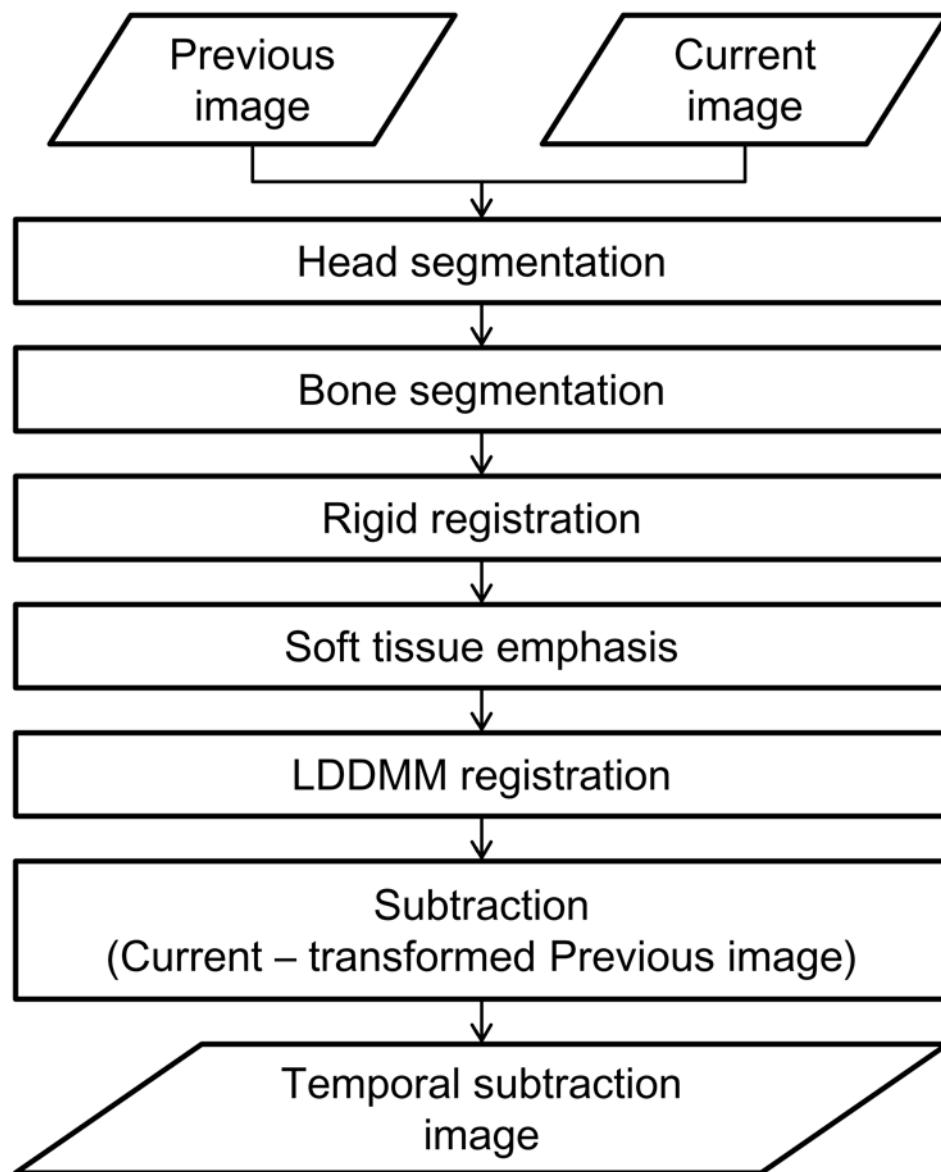 Previous
image
Current
image
Head segmentation
Bone segmentation
Rigid registration
Soft tissue emphasis
LDDMM registration
Subtraction
(Current – transformed Previous image)
Temporal subtraction
image